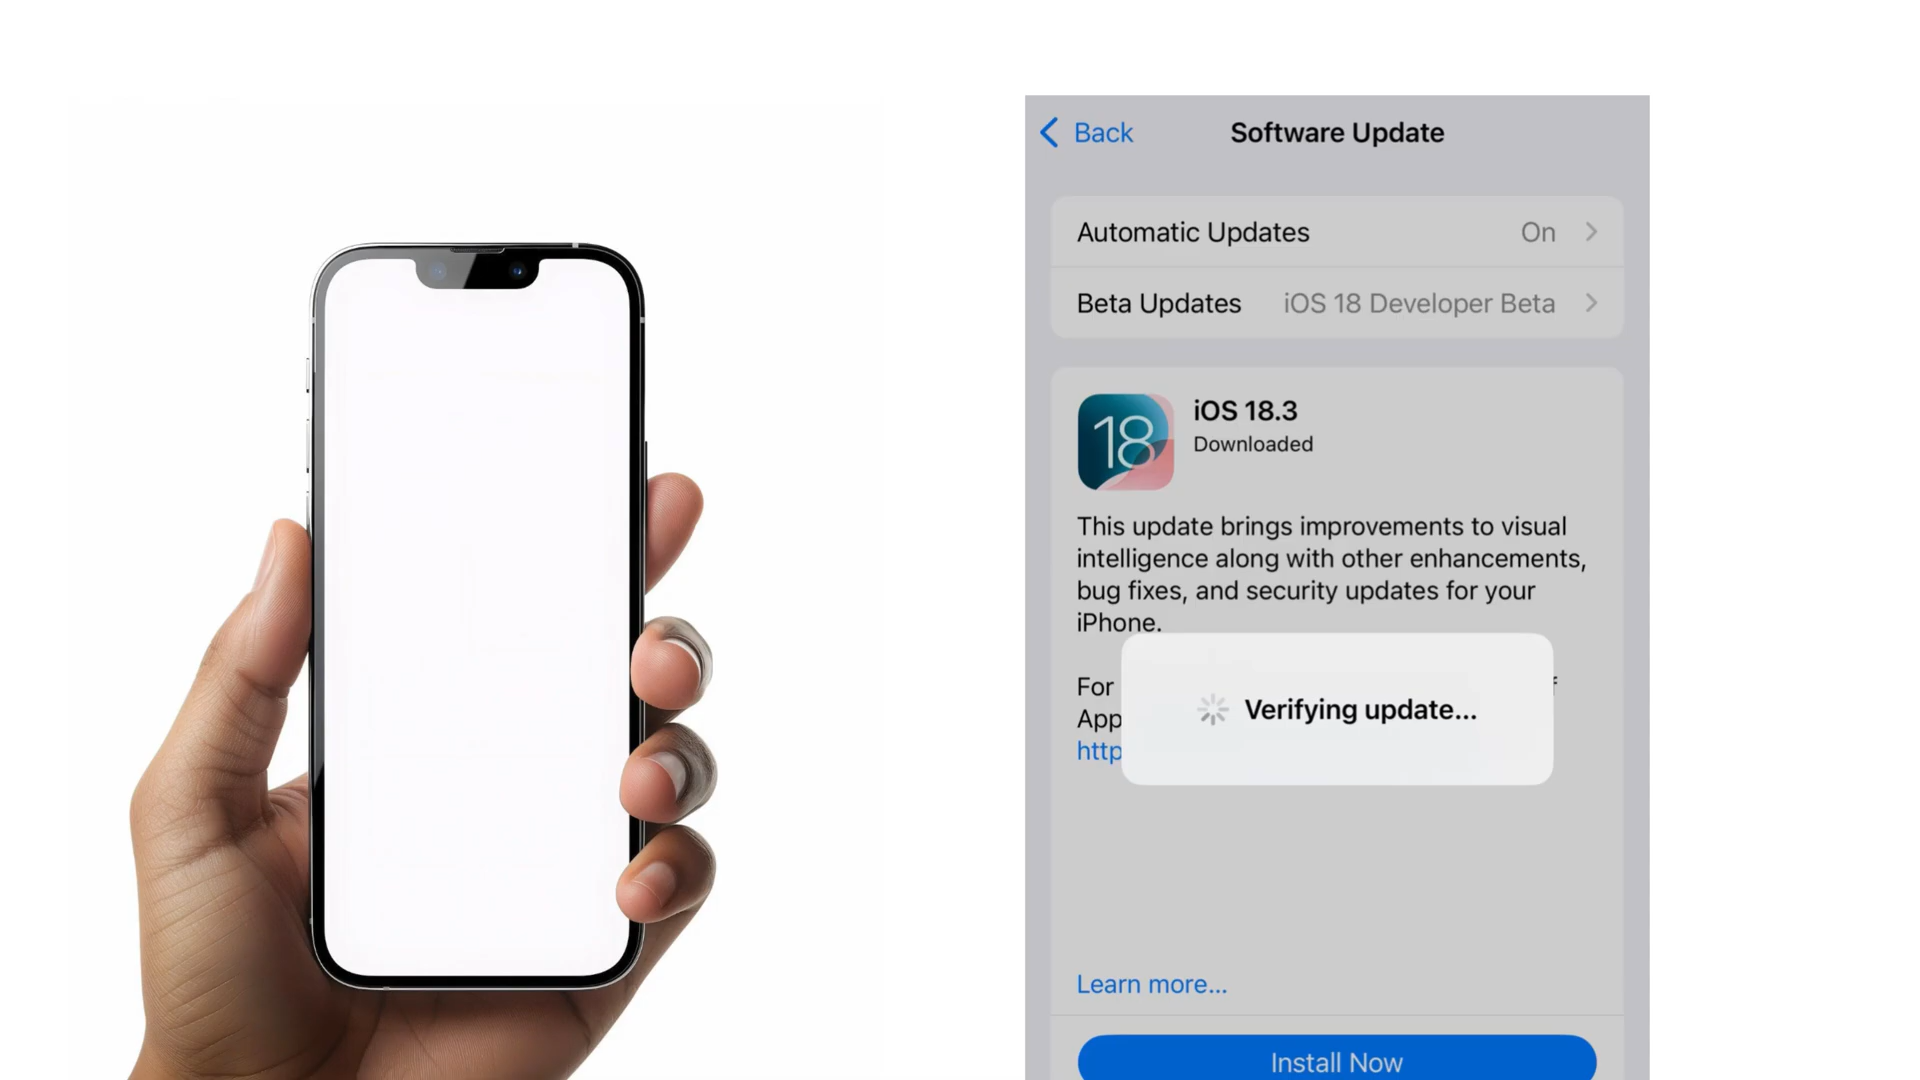 Back
Software Update
Automatic Updates
On
Beta Updates
iOS 18 Developer Beta
18
iOS 18.3
Downloaded
This update brings improvements to visual
intelligence along with other enhancements,
bug fixes, and security updates for your
iPhone.
For
App
http
Verifying update...
Learn more...
Install Now